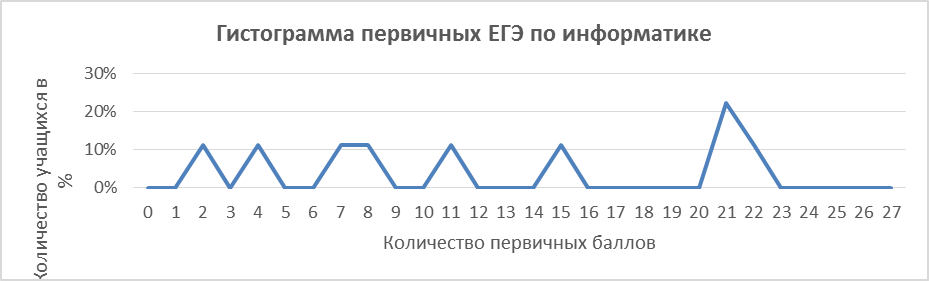 Гистограмма первичных ЕГЭ по информатике
Количество учащихся в
%
30%
20%
10%
0%
0 1 2 3 4 5 6 7 8 9 10 11 12 13 14 15 16 17 18 19 20 21 22 23 24 25 26 27
Количество первичных баллов